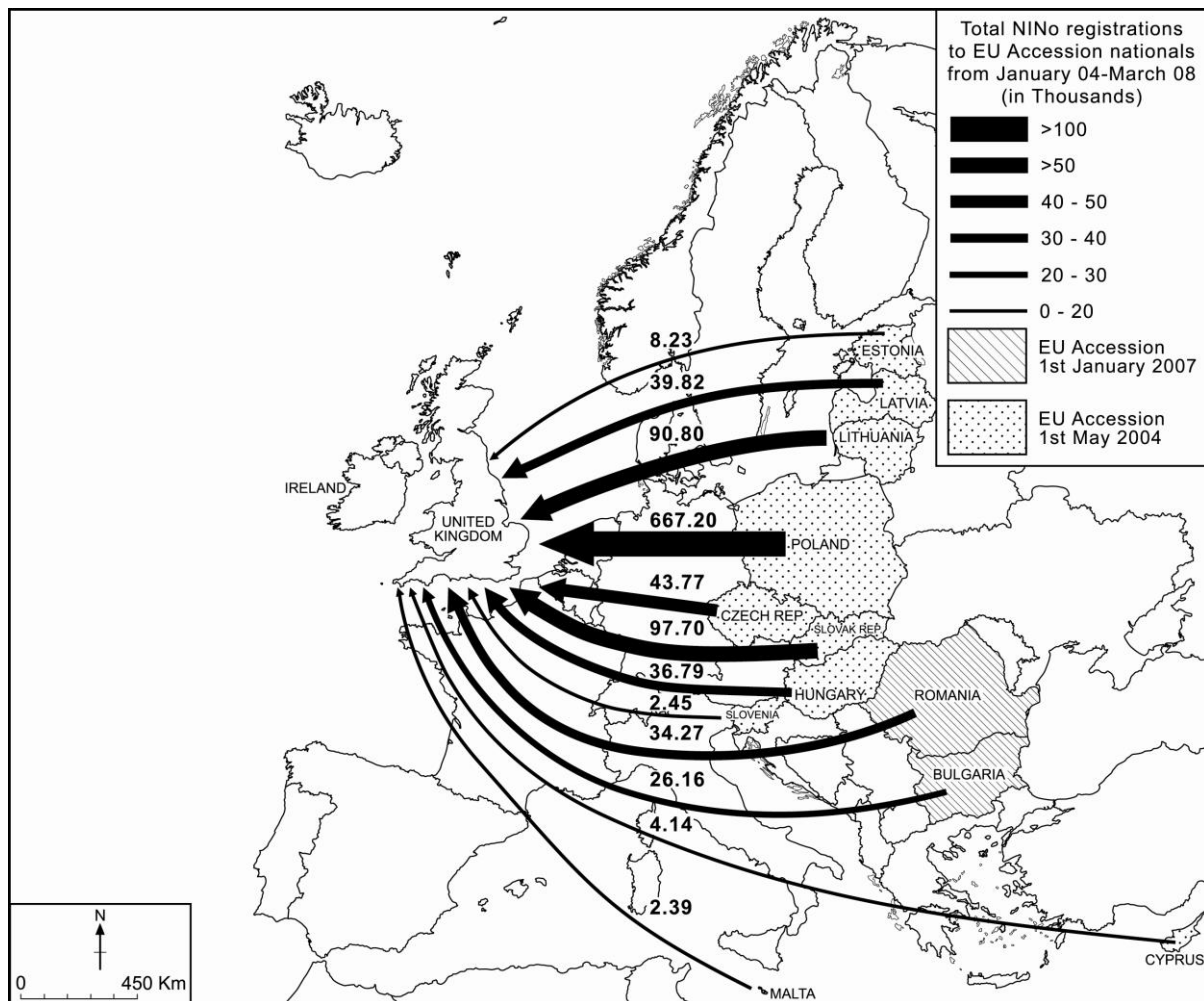 Total NINo registrations
to EU Accession nationals
from January 04-March 08
(in Thousands)
>100
>50
40 - 50
30 - 40
20 - 30
0 - 20
EU Accession
1st January 2007
EU Accession
1st May 2004
8.23
ESTONIA
39.82
LATVIA
90.80
LITHUANIA
IRELAND
UNITED
KINGDOM
667.20
POLAND
43.77
CZECH REP.
97.70
SLOVAK REP.
36.79
HUNGARY
ROMANIA
2.45
SLOVENIA
34.27
26.16
BULGARIA
4.14
2.39
N
0
450 Km
CYPRUS
MALTA